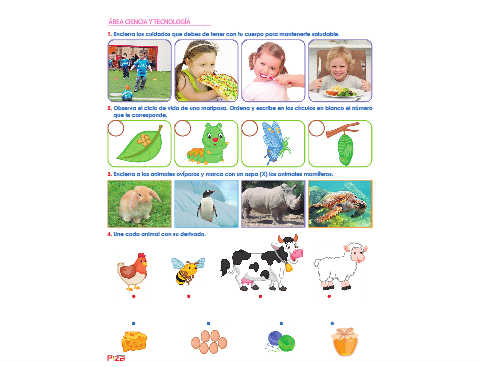 ÁREA CIENCIA Y TECNOLOGÍA
1. Encierra los cuidados que debes de tener con tu cuerpo para mantenerte saludable.
2. Observa el ciclo de vida de una mariposa. Ordena y escribe en los círculos en blanco el número
que le corresponde.
3. Encierra a los animales ovíparos y marca con un aspa (X) los animales mamíferos.
4. Une cada animal con su derivado.